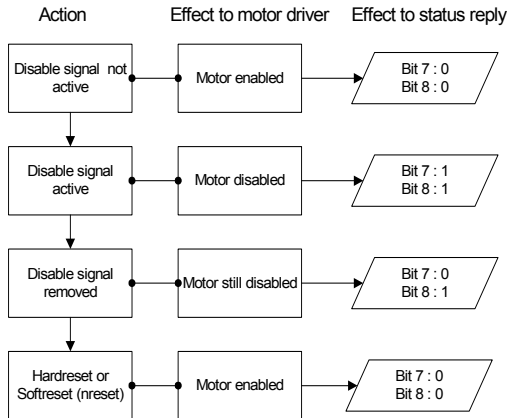 Action Effect to motor driver Effect to status reply
Disable signal not
active
Motor enabled
Bit 7 : 0
Bit 8 : 0
Disable signal
active
Motor disabled
Bit 7 : 1
Bit 8 : 1
Disable signal
removed
Motor still disabled
Bit 7 : 0
Bit 8 : 1
Hardreset or
Softreset (nreset)
Motor enabled
Bit 7 : 0
Bit 8 : 0